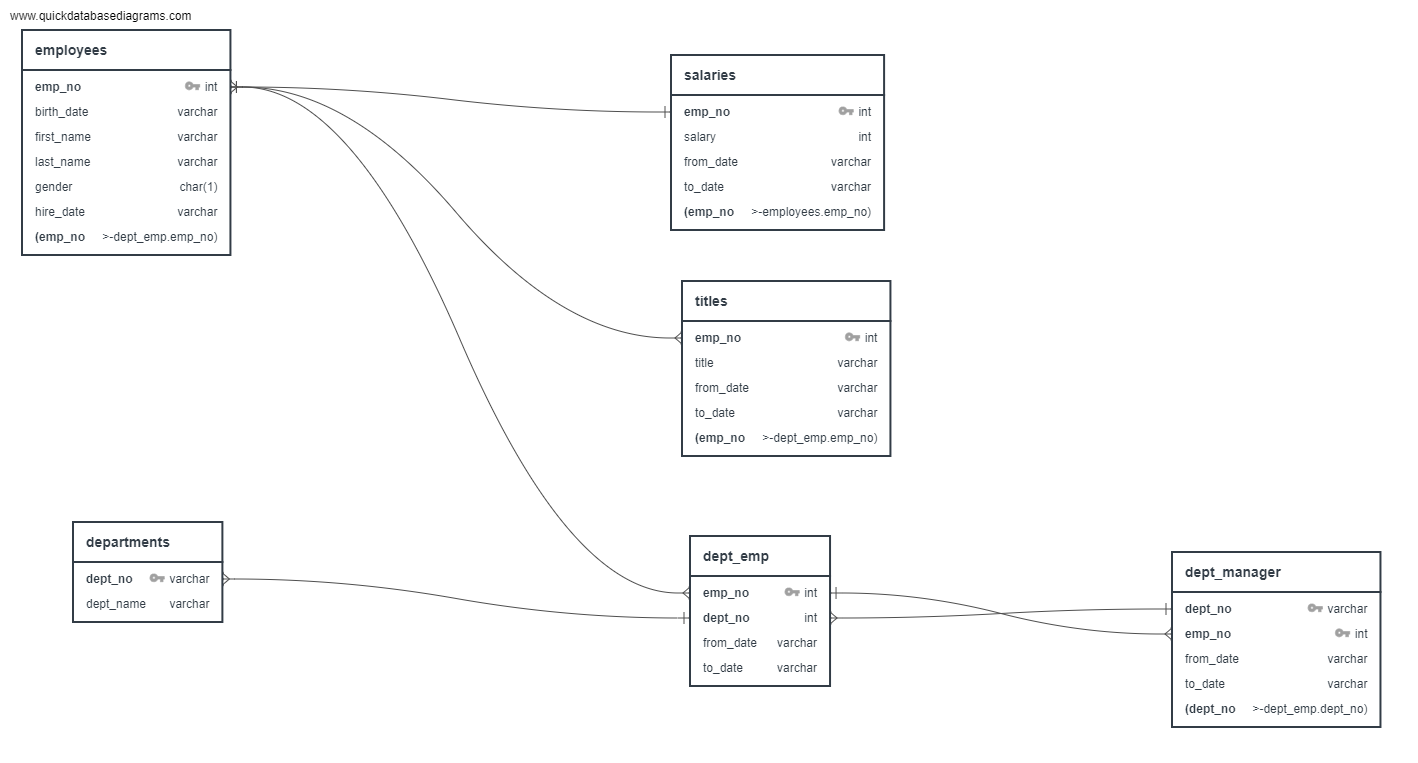 www.quickdatabasediagrams.com
employees
emp_no int
birth_date varchar
first_name varchar
last_name varchar
gender char(1)
hire_date varchar
(emp_no >-dept_emp.emp_no)
salaries
emp_no int
salary int
from_date varchar
to_date varchar
(emp_no >-employees.emp_no)
titles
emp_no int
title varchar
from_date varchar
to_date varchar
(emp_no >-dept_emp.emp_no)
departments
dept_no varchar
dept_name varchar
dept_emp
emp_no int
dept_no int
from_date varchar
to_date varchar
dept_manager
dept_no varchar
emp_no int
from_date varchar
to_date varchar
(dept_no >-dept_emp.dept_no)